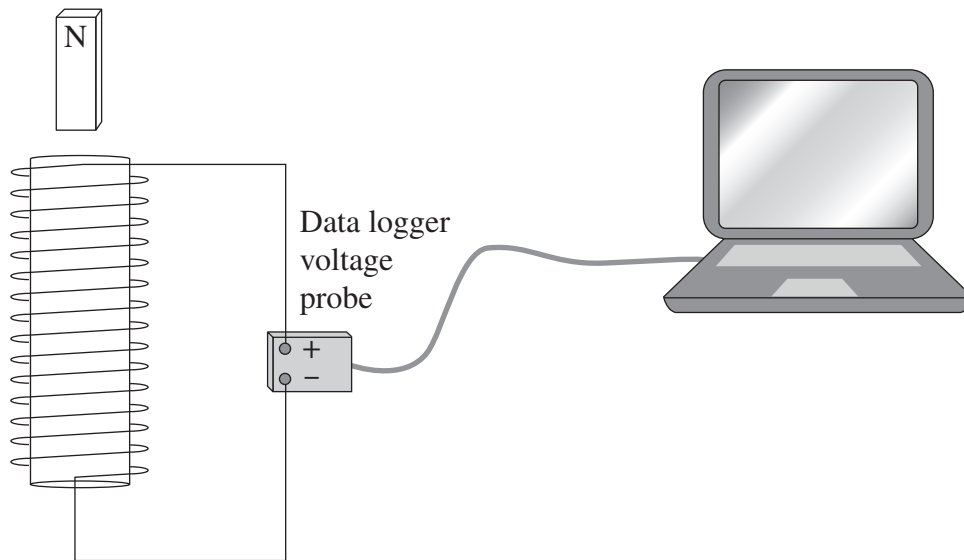 N
Data logger
voltage
probe
+
−